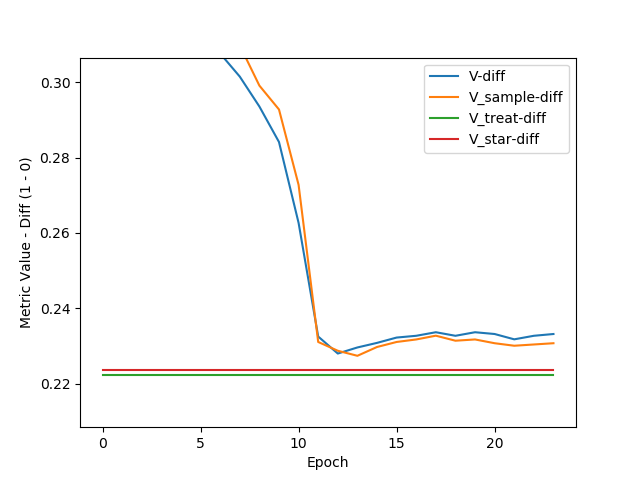 V-diff
V_sample-diff
V_treat-diff
V_star-diff
0.30
0.28
0.26
0.24
0.22
Metric Value - Diff (1 - 0)
0
5
10
15
20
Epoch